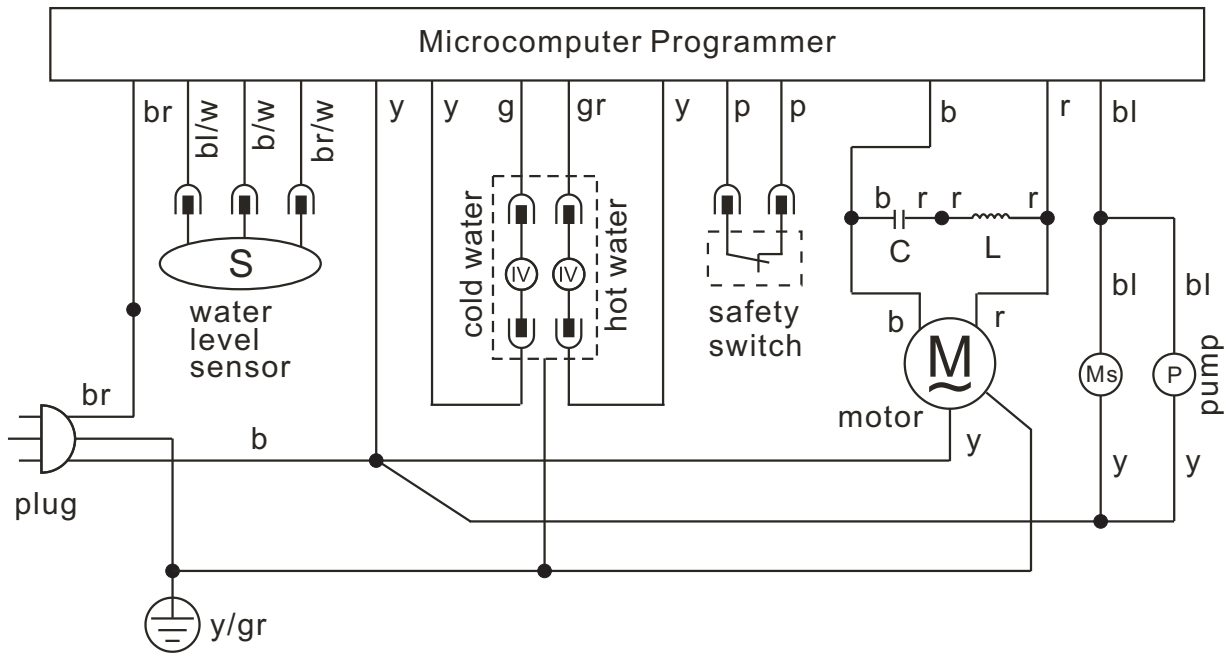 Microcomputer Programmer
br
bl/w
b/w
br/w
y
y
g
gr
y
p
p
b
r
bl
S
water
level
sensor
cold water
IV
IV
hot water
safety
switch
b
r
r
r
C
L
b
r
M
~
motor
y
bl
bl
Ms
P
pump
y
y
br
b
plug
y/gr